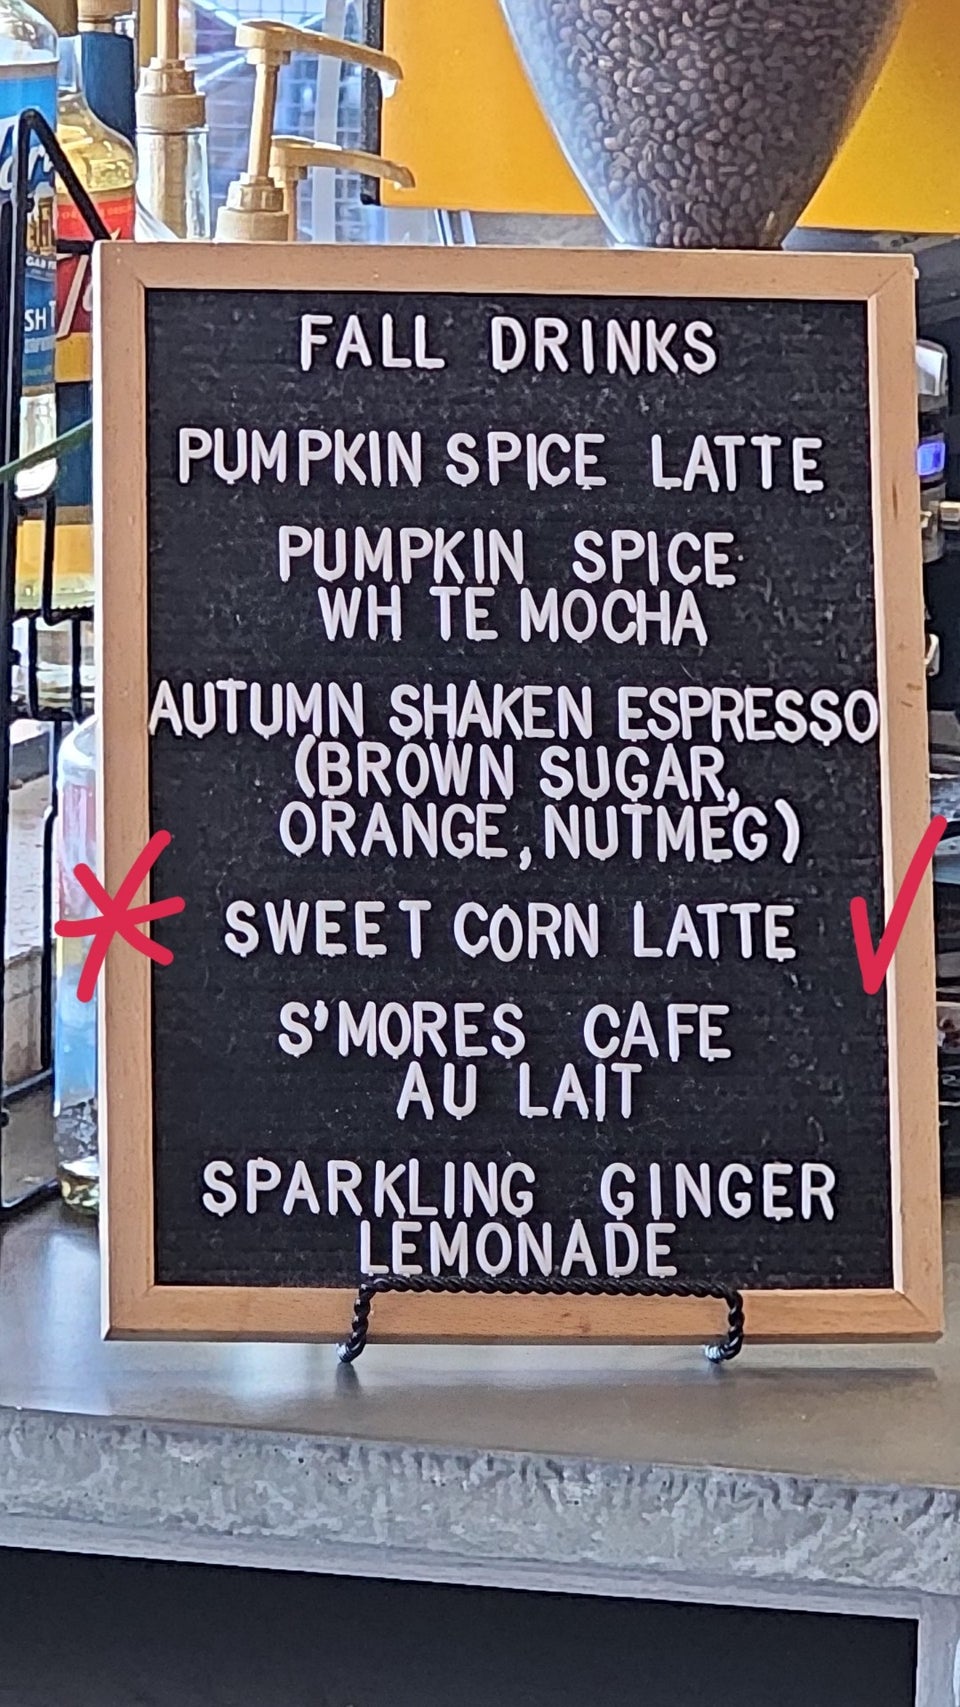 FALL DRINKS
PUMPKIN SPICE LATTE
PUMPKIN SPICE
WH TE MOCHA
AUTUMN SHAKEN ESPRESSO
(BROWN SUGAR,
ORANGE, NUTMEG)
SWEET CORN LATTE
S'MORES CAFE
AU LAIT
SPARKLING GINGER
LEMONADE